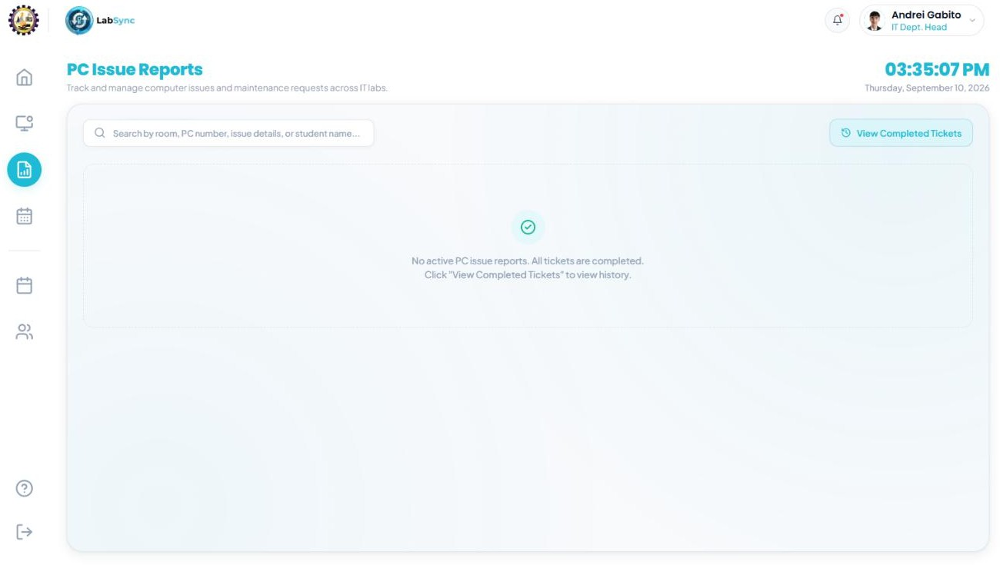 LabSync
Andrei Gabito
IT Dept. Head
PC Issue Reports
Track and manage computer issues and maintenance requests across IT labs.
03:35:07 PM
Thursday, September 10, 2026
Search by room, PC number, issue details, or student name...
View Completed Tickets
No active PC issue reports. All tickets are completed.
Click "View Completed Tickets" to view history.